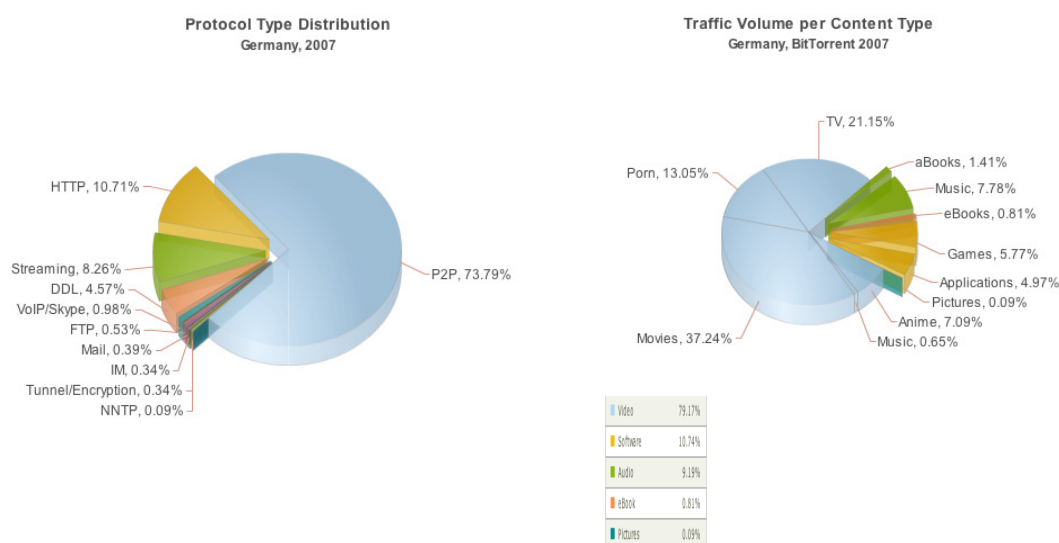 Protocol Type Distribution
Germany, 2007
HTTP, 10.71%
Streaming, 8.26%
DDL, 4.57%
VoIP/Skype, 0.98%
FTP, 0.53%
Mail, 0.39%
IM, 0.34%
Tunnel/Encryption, 0.34%
NNTP, 0.09%
P2P, 73.79%
Traffic Volume per Content Type
Germany, BitTorrent 2007
TV, 21.15%
Porn, 13.05%
aBooks, 1.41%
Music, 7.78%
eBooks, 0.81%
Games, 5.77%
Applications, 4.97%
Pictures, 0.09%
Anime, 7.09%
Music, 0.65%
Movies, 37.24%
Video 79.17%
Software 10.74%
Audio 9.19%
eBook 0.81%
Pictures 0.09%